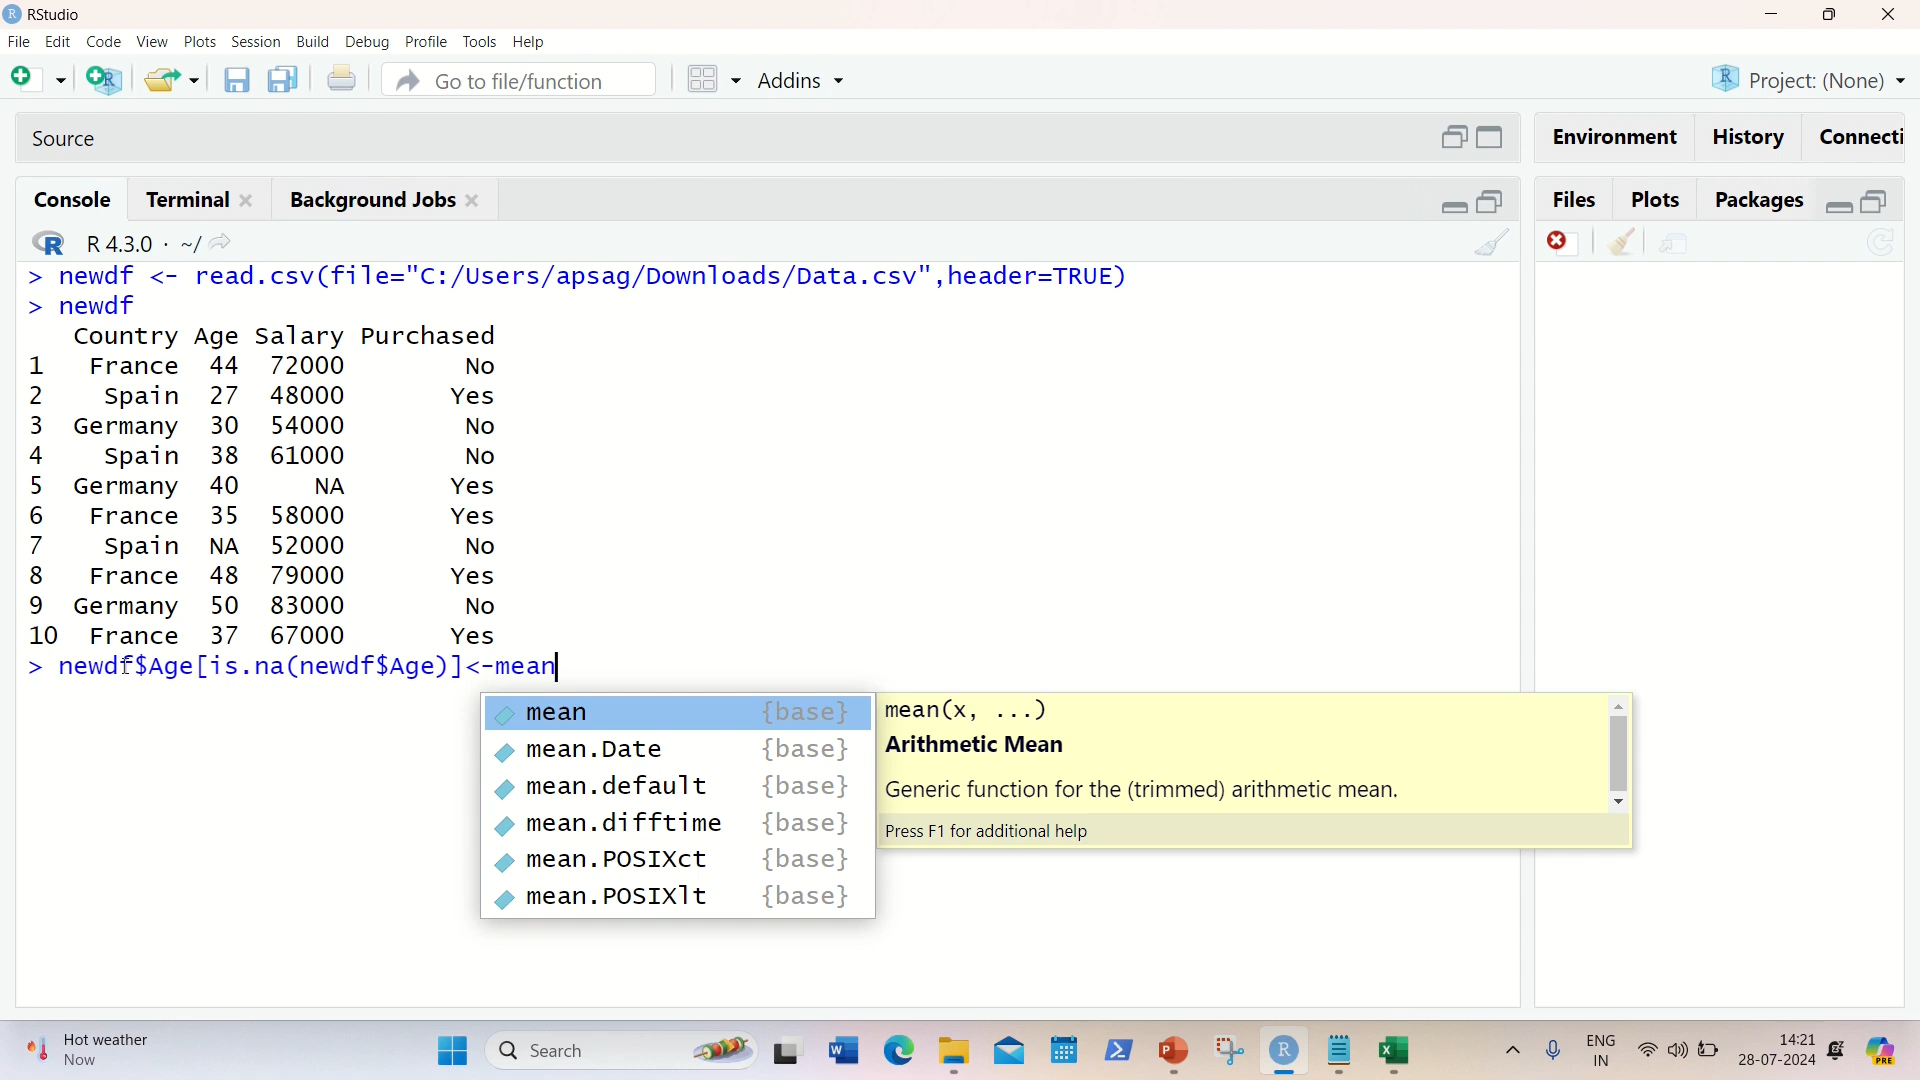 RStudio
File Edit Code View Plots Session Build Debug Profile Tools Help
Go to file/function Addins Project: (None)
Source
Environment History Connecti
Console Terminal Background Jobs
Files Plots Packages
R 4.3.0 · ~/
> newdf <- read.csv(file="C:/Users/apsag/Downloads/Data.csv",header=TRUE)
> newdf
Country Age Salary Purchased
1 France 44 72000 No
2 Spain 27 48000 Yes
3 Germany 30 54000 No
4 Spain 38 61000 No
5 Germany 40 NA Yes
6 France 35 58000 Yes
7 Spain NA 52000 No
8 France 48 79000 Yes
9 Germany 50 83000 No
10 France 37 67000 Yes
> newdf$Age[is.na(newdf$Age)]<-mean
mean {base}
mean.Date {base}
mean.default {base}
mean.difftime {base}
mean.POSIXct {base}
mean.POSIXlt {base}
mean(x, ...)
Arithmetic Mean
Generic function for the (trimmed) arithmetic mean.
Press F1 for additional help
Hot weather
Now
Search
ENG
IN
14:21
28-07-2024
PRE